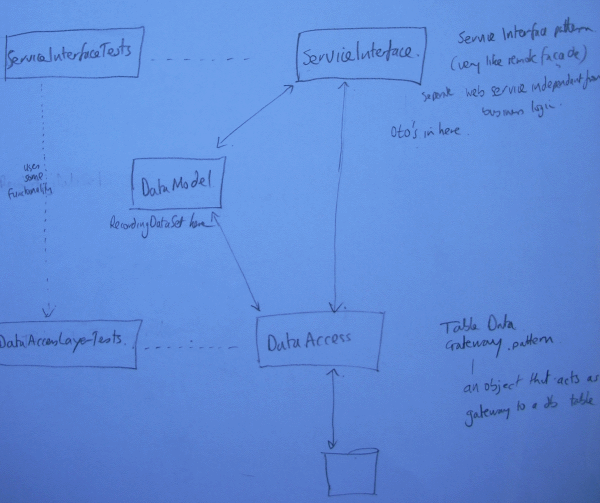 ServiceInterfaceTests
ServiceInterface.
Service Interface pattern
(very like remote facade)
seperate web service independent from
business logic.
Dto's in here.
uses
some
functionality
DataModel
RecordingDataSet here
DataAccessLayerTests.
DataAccess
Table Data
Gateway pattern
an object that acts as
gateway to a db table